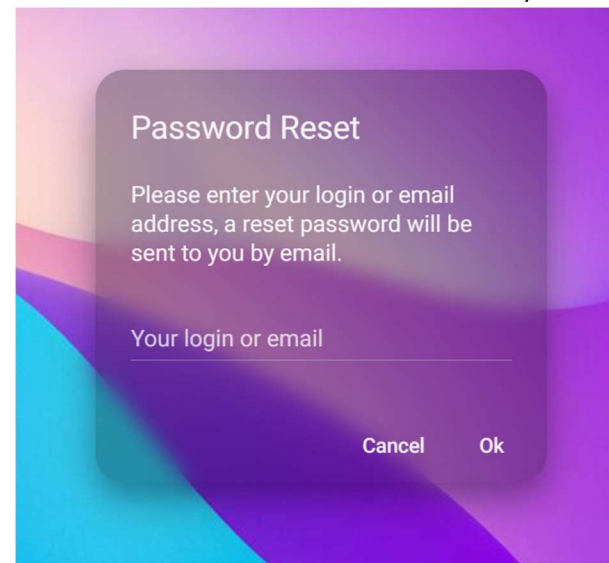 Password Reset
Please enter your login or email
address, a reset password will be
sent to you by email.
Your login or email
Cancel Ok